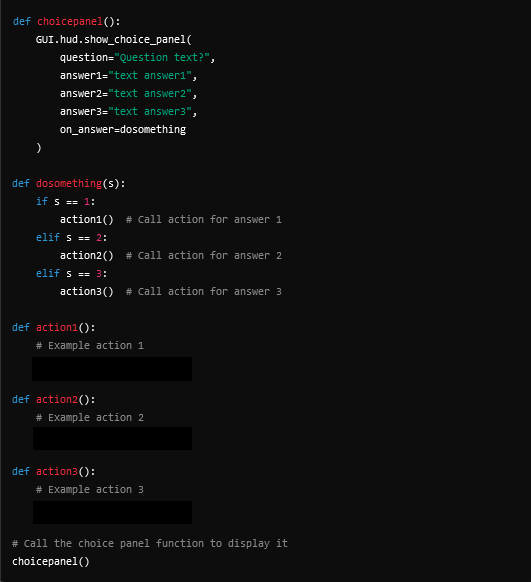 def choicepanel():
    GUI.hud.show_choice_panel(
        question="Question text?",
        answer1="text answer1",
        answer2="text answer2",
        answer3="text answer3",
        on_answer=dosomething
    )

def dosomething(s):
    if s == 1:
        action1()  # Call action for answer 1
    elif s == 2:
        action2()  # Call action for answer 2
    elif s == 3:
        action3()  # Call action for answer 3

def action1():
    # Example action 1

def action2():
    # Example action 2

def action3():
    # Example action 3

# Call the choice panel function to display it
choicepanel()